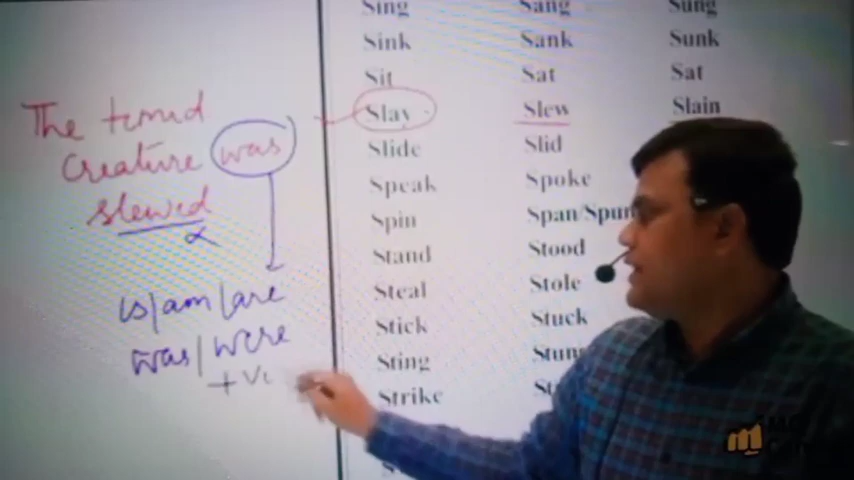 The timid
creature was
slewed
is/am/are
was/were
+ V
Sing Sang Sung
Sink Sank Sunk
Sit Sat Sat
Slay Slew Slain
Slide Slid
Speak Spoke
Spin Span/Spun
Stand Stood
Steal Stole
Stick Stuck
Sting Stun
Strike